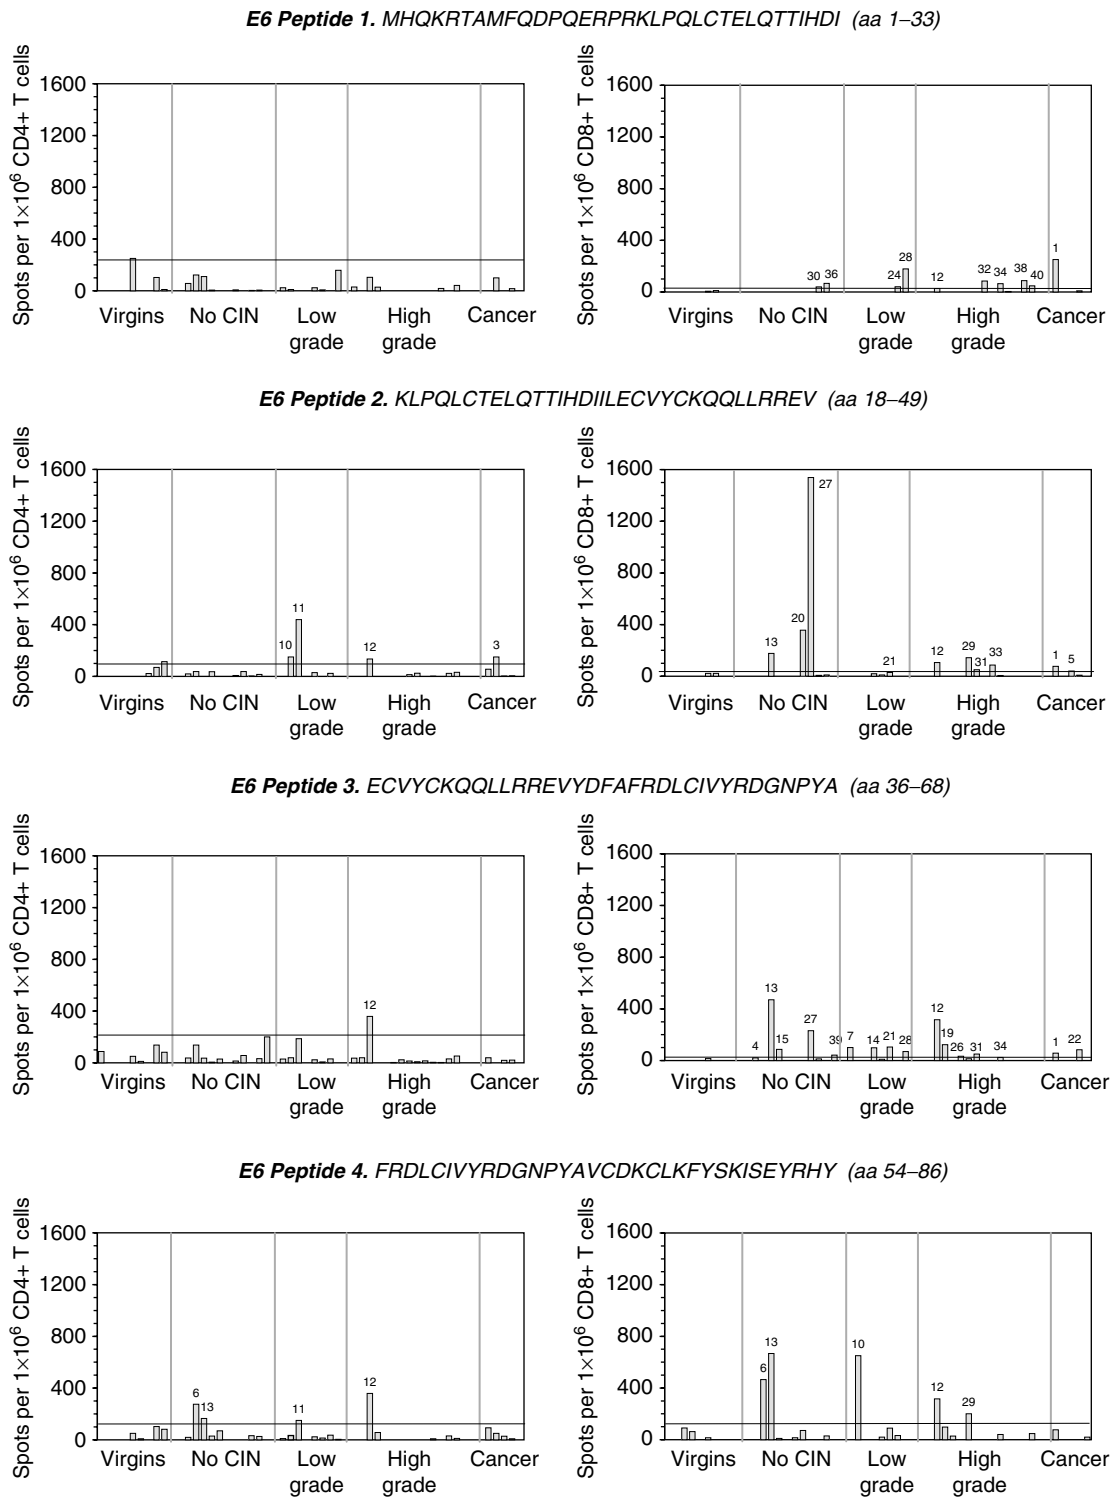 E6 Peptide 1. MHQKRTAMFQDPQERPRKLPQLCTELQTTIHDI (aa 1–33)
Spots per 1×10⁶ CD4+ T cells
1600
1200
800
400
0
Virgins No CIN Low grade High grade Cancer
Spots per 1×10⁶ CD8+ T cells
1600
1200
800
400
0
30 36 24 28 12 32 34 38 40 1
Virgins No CIN Low grade High grade Cancer
E6 Peptide 2. KLPQLCTELQTTIHDIILECVYCKQQLLRREV (aa 18–49)
Spots per 1×10⁶ CD4+ T cells
1600
1200
800
400
0
10 11 12 3
Virgins No CIN Low grade High grade Cancer
Spots per 1×10⁶ CD8+ T cells
1600
1200
800
400
0
13 20 27 21 12 29 31 33 1 5
Virgins No CIN Low grade High grade Cancer
E6 Peptide 3. ECVYCKQQLLRREVYDFAFRDLCIVYRDGNPYA (aa 36–68)
Spots per 1×10⁶ CD4+ T cells
1600
1200
800
400
0
12
Virgins No CIN Low grade High grade Cancer
Spots per 1×10⁶ CD8+ T cells
1600
1200
800
400
0
4 13 15 27 39 7 14 21 28 12 19 26 31 34 1 22
Virgins No CIN Low grade High grade Cancer
E6 Peptide 4. FRDLCIVYRDGNPYAVCDKCLKFYSKISEYRHY (aa 54–86)
Spots per 1×10⁶ CD4+ T cells
1600
1200
800
400
0
6 13 11 12
Virgins No CIN Low grade High grade Cancer
Spots per 1×10⁶ CD8+ T cells
1600
1200
800
400
0
6 13 10 12 29
Virgins No CIN Low grade High grade Cancer